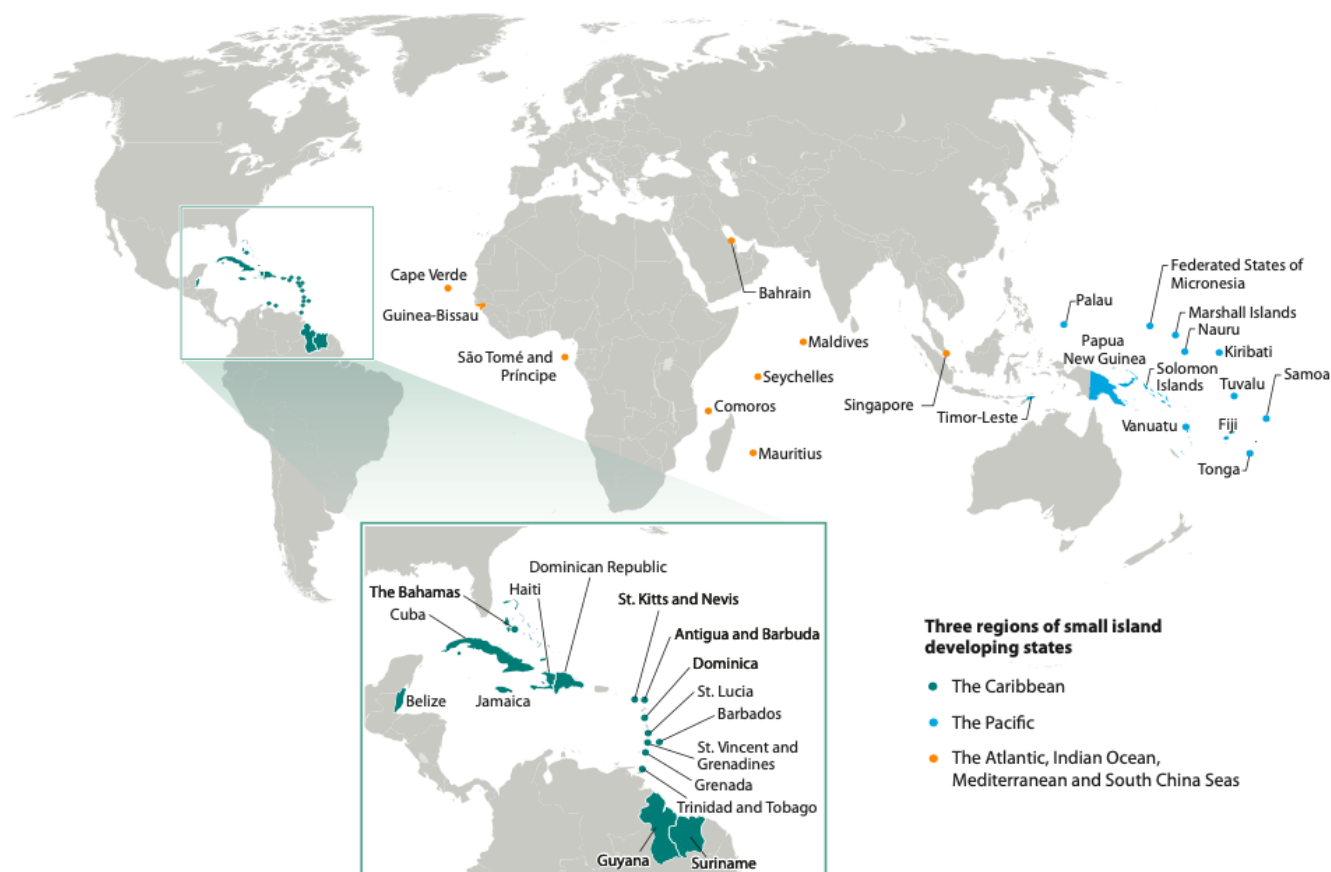 Cape Verde
Guinea-Bissau
São Tomé and
Príncipe
Bahrain
Maldives
Seychelles
Comoros
Mauritius
Singapore
Timor-Leste
Palau
Federated States of
Micronesia
Marshall Islands
Nauru
Kiribati
Papua
New Guinea
Solomon
Islands
Samoa
Tuvalu
Vanuatu
Fiji
Tonga
Dominican Republic
The Bahamas
Haiti
Cuba
St. Kitts and Nevis
Antigua and Barbuda
Dominica
St. Lucia
Belize
Jamaica
Barbados
St. Vincent and
Grenadines
Grenada
Trinidad and Tobago
Guyana
Suriname
Three regions of small island
developing states
The Caribbean
The Pacific
The Atlantic, Indian Ocean,
Mediterranean and South China Seas